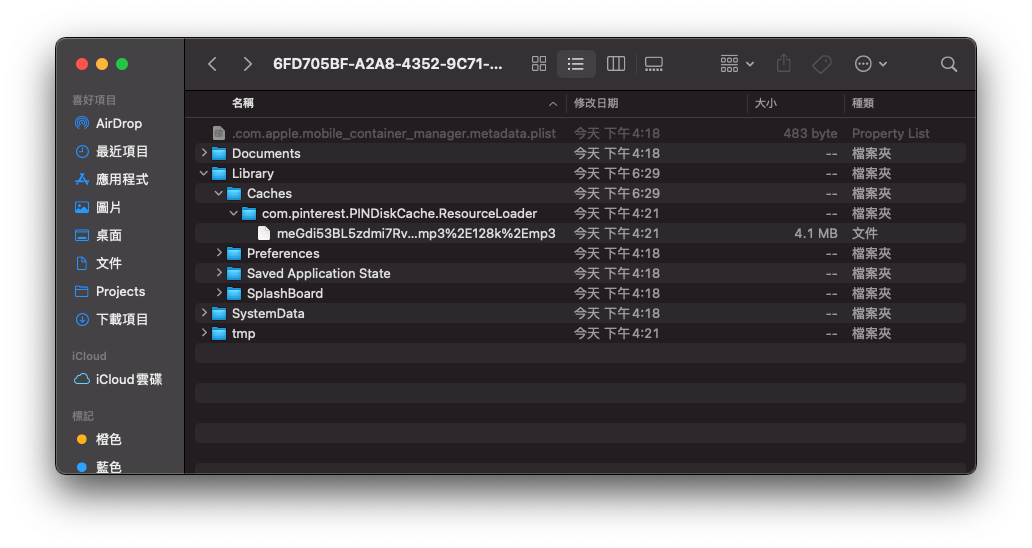 6FD705BF-A2A8-4352-9C71-...
喜好項目
AirDrop
最近項目
應用程式
圖片
桌面
文件
Projects
下載項目
iCloud
iCloud雲碟
標記
橙色
藍色
名稱 修改日期 大小 種類
.com.apple.mobile_container_manager.metadata.plist 今天 下午4:18 483 byte Property List
Documents 今天 下午4:18 -- 檔案夾
Library 今天 下午6:29 -- 檔案夾
Caches 今天 下午6:29 -- 檔案夾
com.pinterest.PINDiskCache.ResourceLoader 今天 下午4:21 -- 檔案夾
meGdi53BL5zdmi7Rv...mp3%2E128k%2Emp3 今天 下午4:21 4.1 MB 文件
Preferences 今天 下午4:18 -- 檔案夾
Saved Application State 今天 下午4:18 -- 檔案夾
SplashBoard 今天 下午4:18 -- 檔案夾
SystemData 今天 下午4:18 -- 檔案夾
tmp 今天 下午4:21 -- 檔案夾